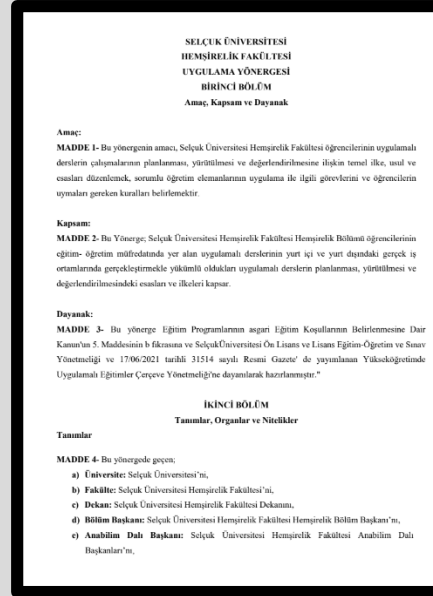 SELÇUK ÜNİVERSİTESİ
HEMŞİRELİK FAKÜLTESİ
UYGULAMA YÖNERGESİ
BİRİNCİ BÖLÜM
Amaç, Kapsam ve Dayanak
Amaç:
MADDE 1- Bu yönergenin amacı, Selçuk Üniversitesi Hemşirelik Fakültesi öğrencilerinin uygulamalı
derslerin çalışmalarının planlanması, yürütülmesi ve değerlendirilmesine ilişkin temel ilke, usul ve
esasları düzenlemek, sorumlu öğretim elemanlarının uygulama ile ilgili görevlerini ve öğrencilerin
uymaları gereken kuralları belirlemektir.
Kapsam:
MADDE 2- Bu Yönerge; Selçuk Üniversitesi Hemşirelik Fakültesi Hemşirelik Bölümü öğrencilerinin
eğitim- öğretim müfredatında yer alan uygulamalı derslerinin yurt içi ve yurt dışındaki gerçek iş
ortamlarında gerçekleştirmekle yükümlü oldukları uygulamalı derslerin planlanması, yürütülmesi ve
değerlendirilmesindeki esasları ve ilkeleri kapsar.
Dayanak:
MADDE 3- Bu yönerge Eğitim Programlarının asgari Eğitim Koşullarının Belirlenmesine Dair
Kanun'un 5. Maddesinin b fıkrasına ve SelçukÜniversitesi Ön Lisans ve Lisans Eğitim-Öğretim ve Sınav
Yönetmeliği ve 17/06/2021 tarihli 31514 sayılı Resmi Gazete' de yayımlanan Yükseköğretimde
Uygulamalı Eğitimler Çerçeve Yönetmeliği'ne dayanılarak hazırlanmıştır."
İKİNCİ BÖLÜM
Tanımlar, Organlar ve Nitelikler
Tanımlar
MADDE 4- Bu yönergede geçen;
a) Üniversite: Selçuk Üniversitesi'ni,
b) Fakülte: Selçuk Üniversitesi Hemşirelik Fakültesi'ni,
c) Dekan: Selçuk Üniversitesi Hemşirelik Fakültesi Dekanını,
d) Bölüm Başkanı: Selçuk Üniversitesi Hemşirelik Fakültesi Hemşirelik Bölüm Başkanı'nı,
e) Anabilim Dalı Başkanı: Selçuk Üniversitesi Hemşirelik Fakültesi Anabilim Dalı
Başkanları'nı,